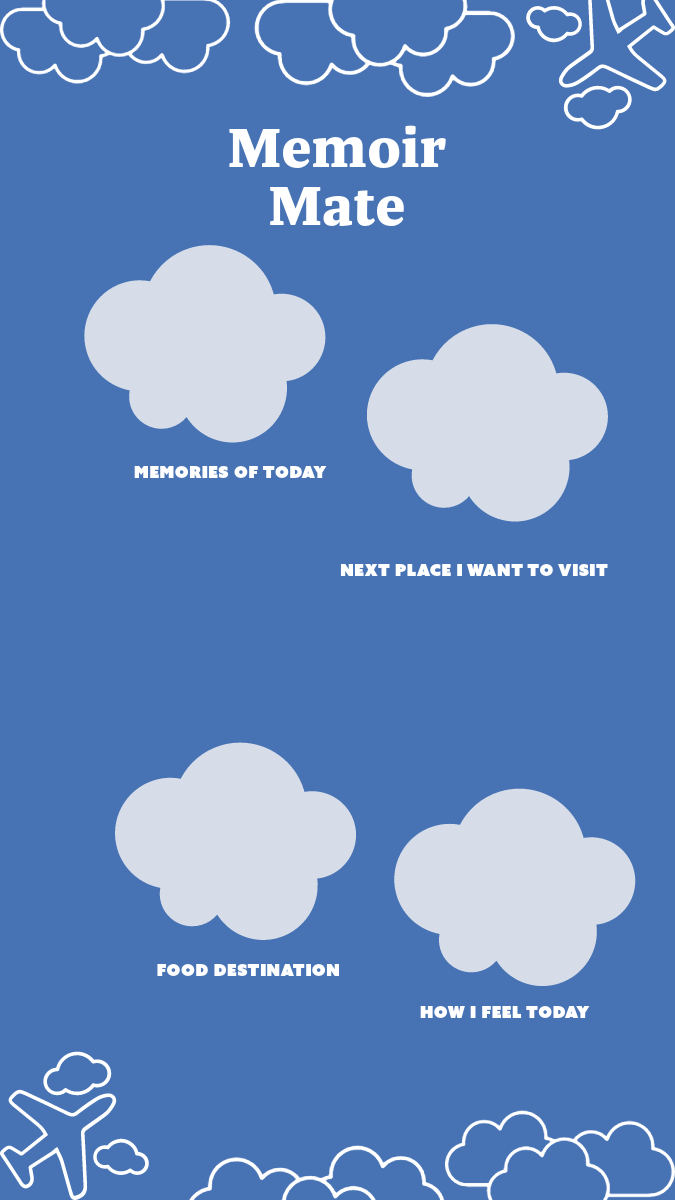 Memoir
Mate
MEMORIES OF TODAY
NEXT PLACE I WANT TO VISIT
FOOD DESTINATION
HOW I FEEL TODAY